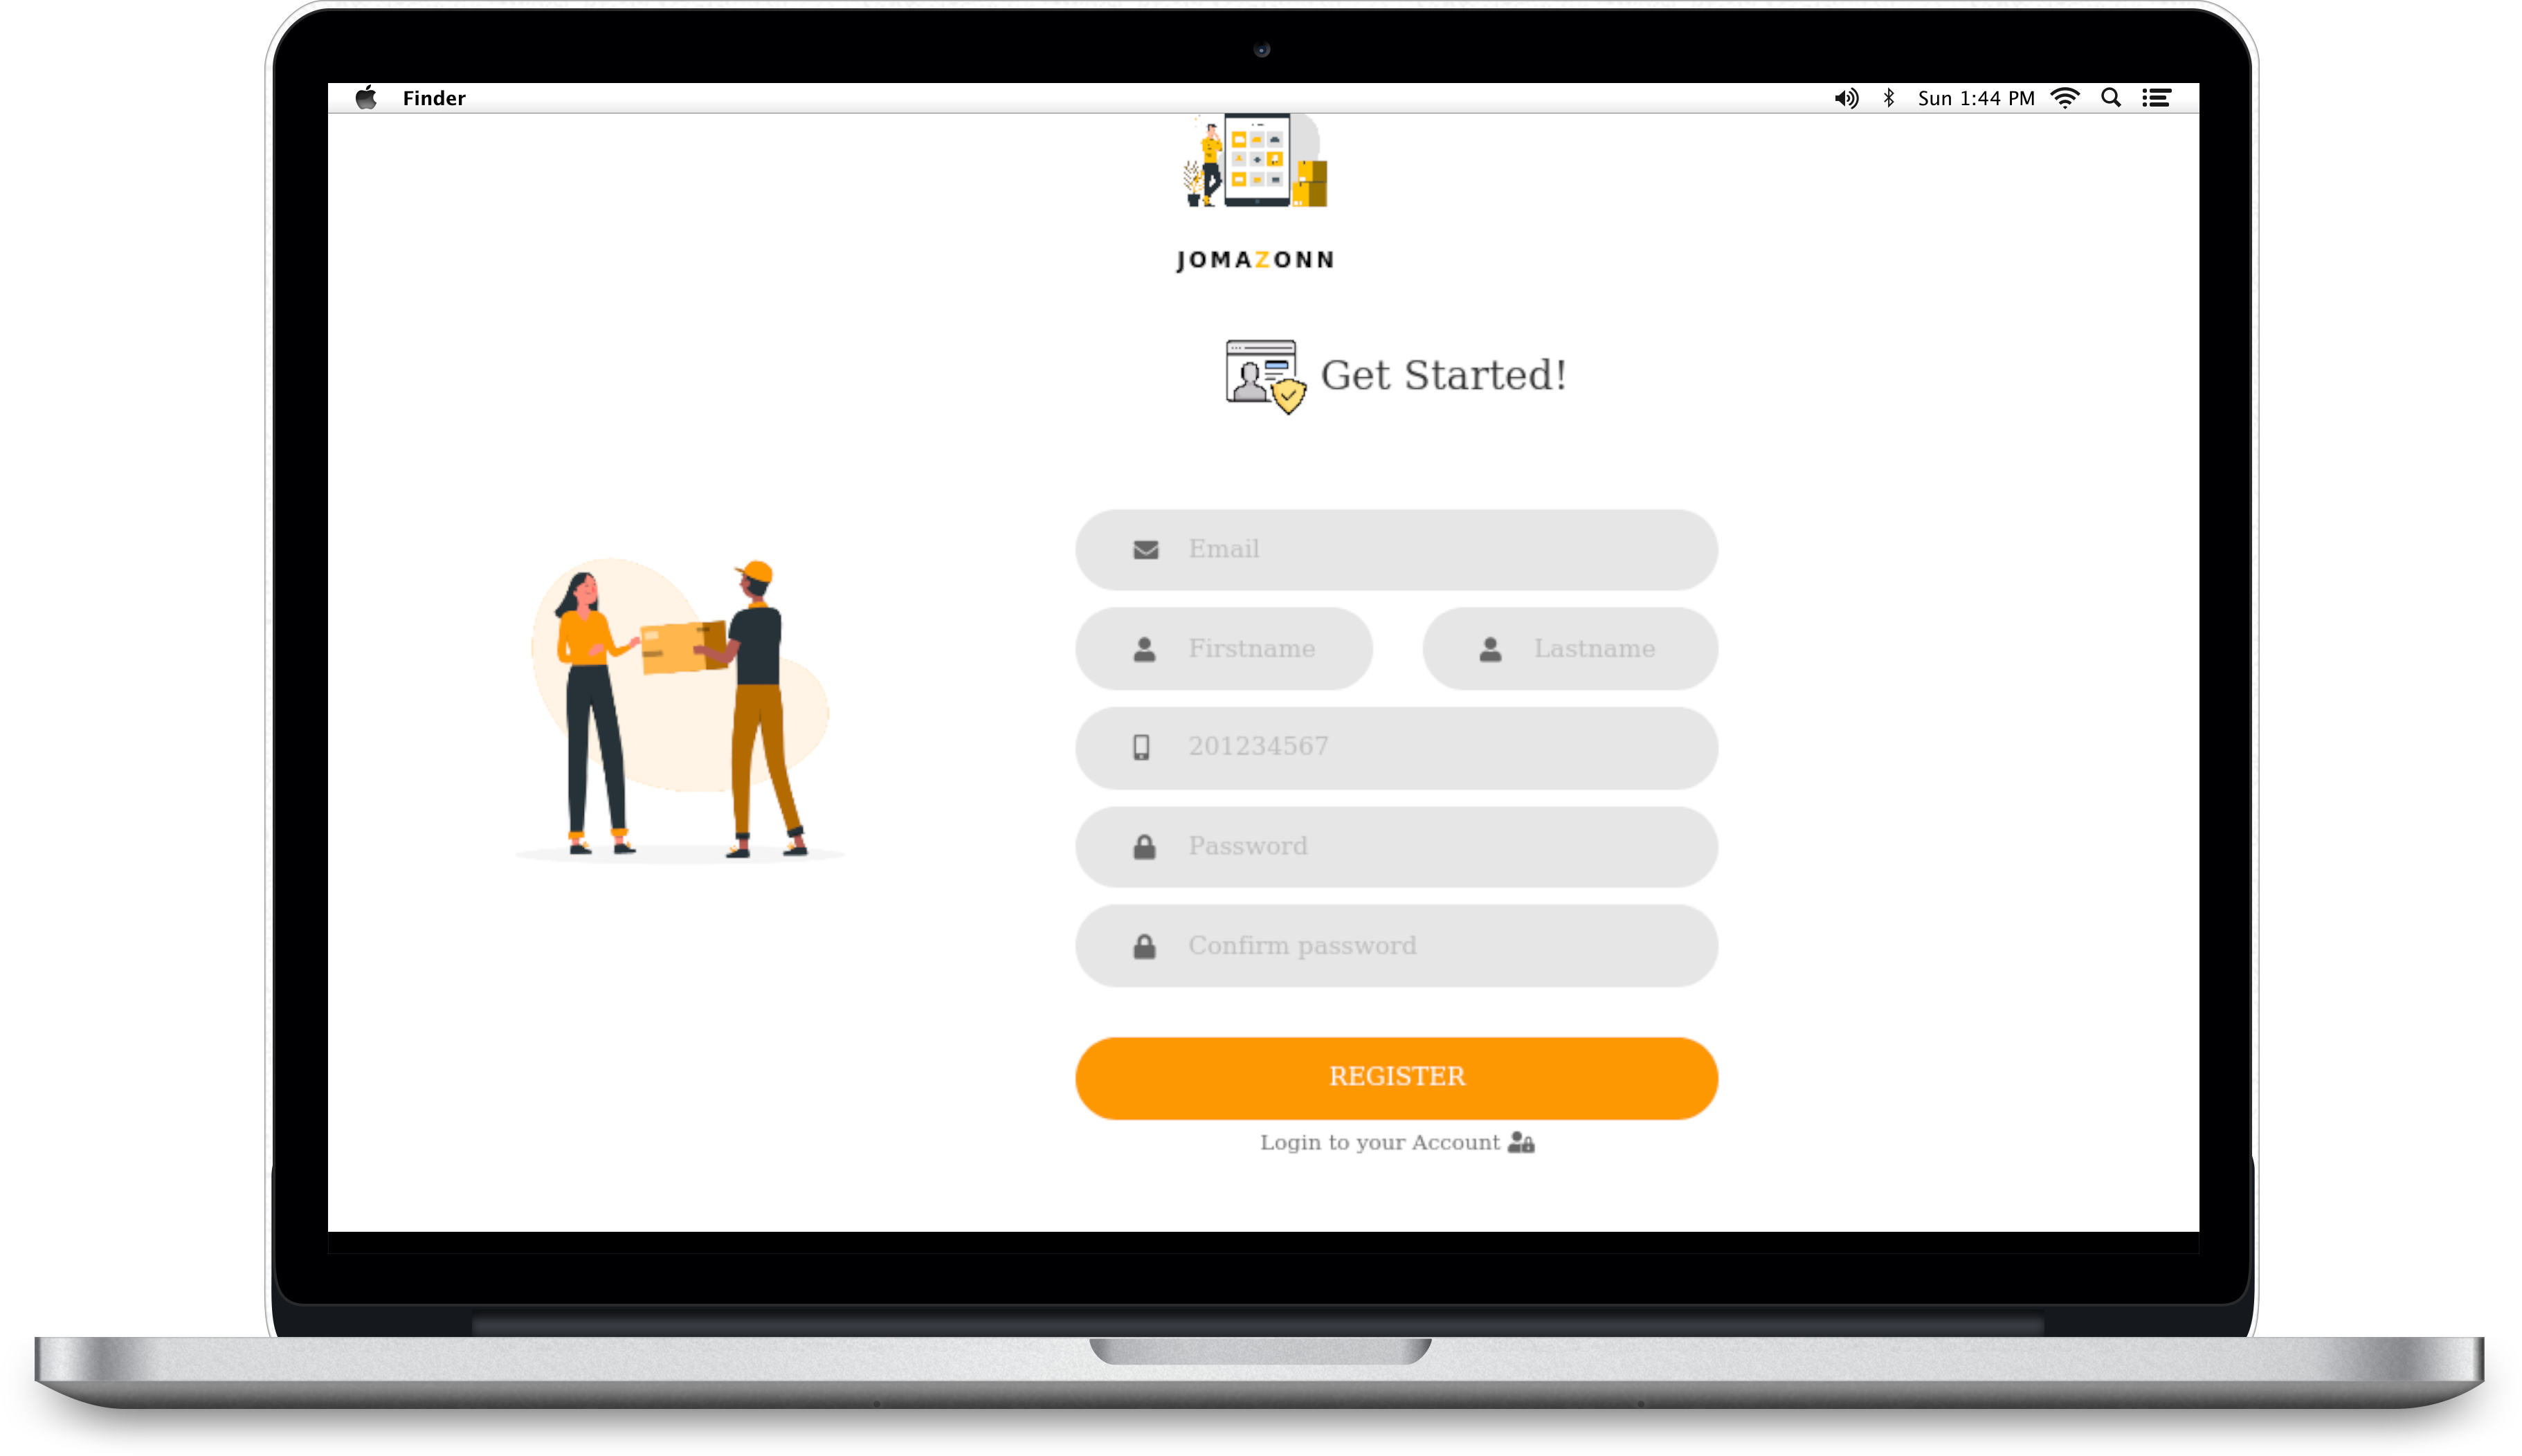 Finder
Sun 1:44 PM
JOMAZONN
Get Started!
Email
Firstname
Lastname
201234567
Password
Confirm password
REGISTER
Login to your Account